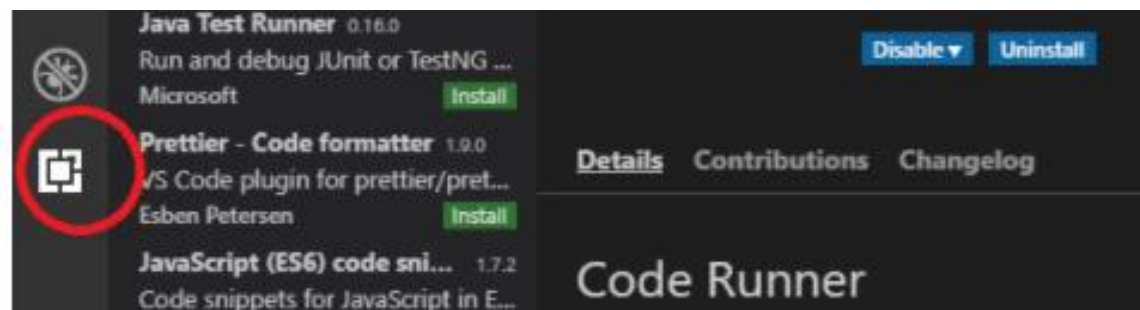 Java Test Runner 0.16.0
Run and debug JUnit or TestNG ...
Microsoft Install
Prettier - Code formatter 1.9.0
VS Code plugin for prettier/pret...
Esben Petersen Install
JavaScript (ES6) code sni... 1.7.2
Code snippets for JavaScript in E...
Disable Uninstall
Details Contributions Changelog
Code Runner